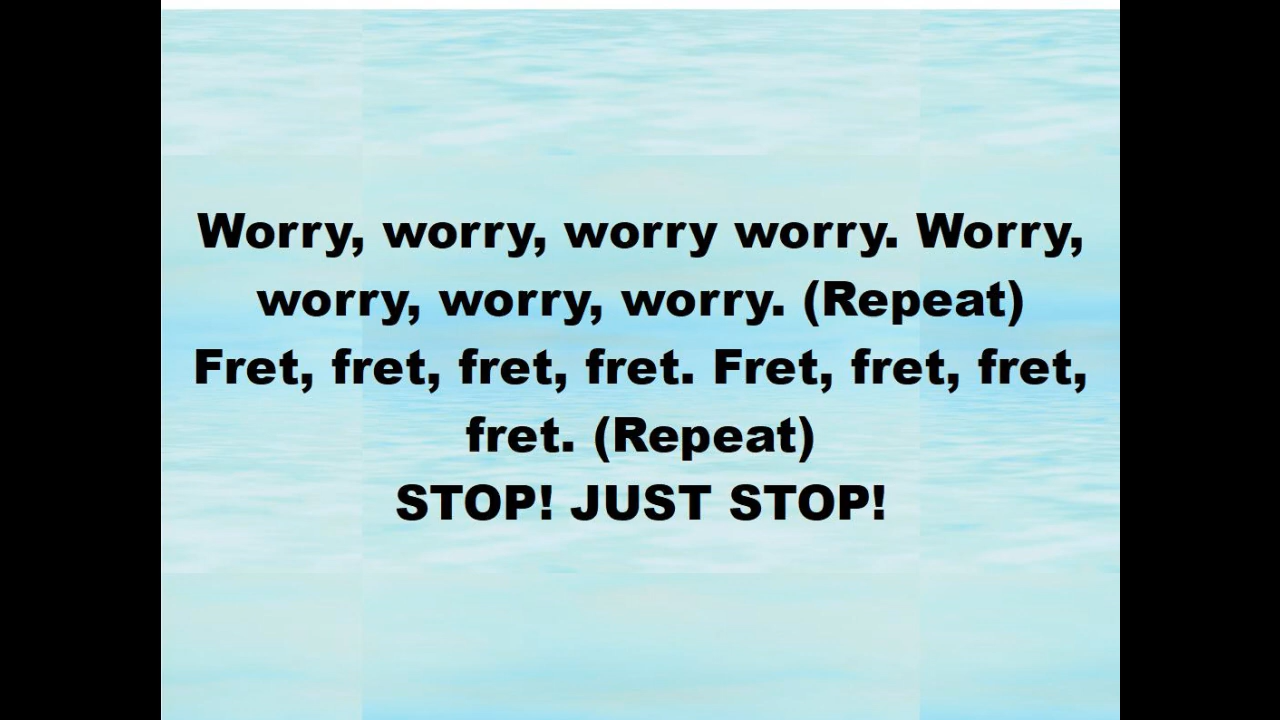 Worry, worry, worry worry. Worry,
worry, worry, worry. (Repeat)
Fret, fret, fret, fret. Fret, fret, fret,
fret. (Repeat)
STOP! JUST STOP!